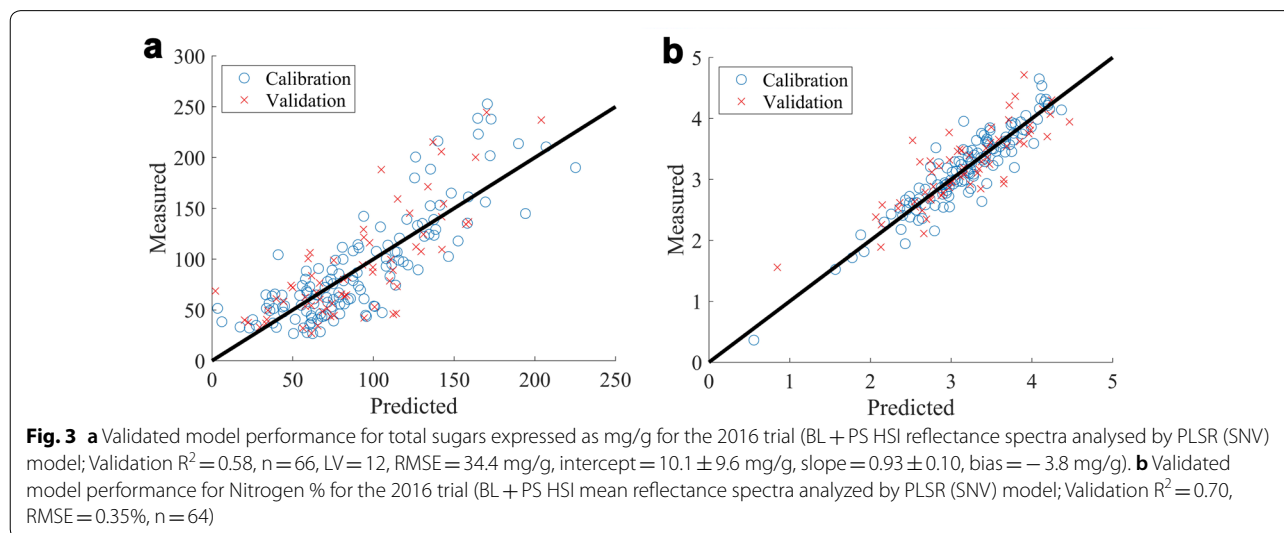 a
300
250
200
150
100
50
0
Measured
Calibration
Validation
0 50 100 150 200 250
Predicted
b
5
4
3
2
1
0
Measured
Calibration
Validation
0 1 2 3 4 5
Predicted
Fig. 3 a Validated model performance for total sugars expressed as mg/g for the 2016 trial (BL + PS HSI reflectance spectra analysed by PLSR (SNV)
model; Validation R² = 0.58, n = 66, LV = 12, RMSE = 34.4 mg/g, intercept = 10.1 ± 9.6 mg/g, slope = 0.93 ± 0.10, bias = − 3.8 mg/g). b Validated
model performance for Nitrogen % for the 2016 trial (BL + PS HSI mean reflectance spectra analyzed by PLSR (SNV) model; Validation R² = 0.70,
RMSE = 0.35%, n = 64)